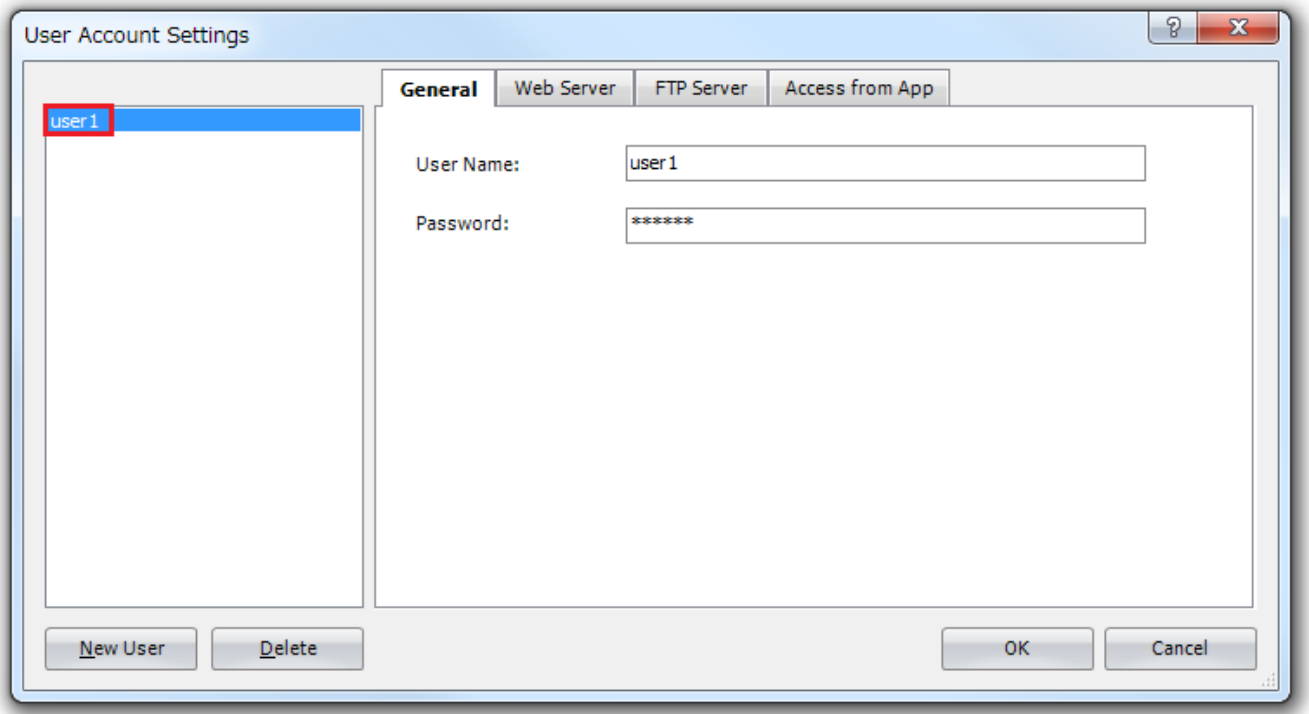 User Account Settings
General Web Server FTP Server Access from App
user1
User Name: user1
Password: ******
New User Delete OK Cancel